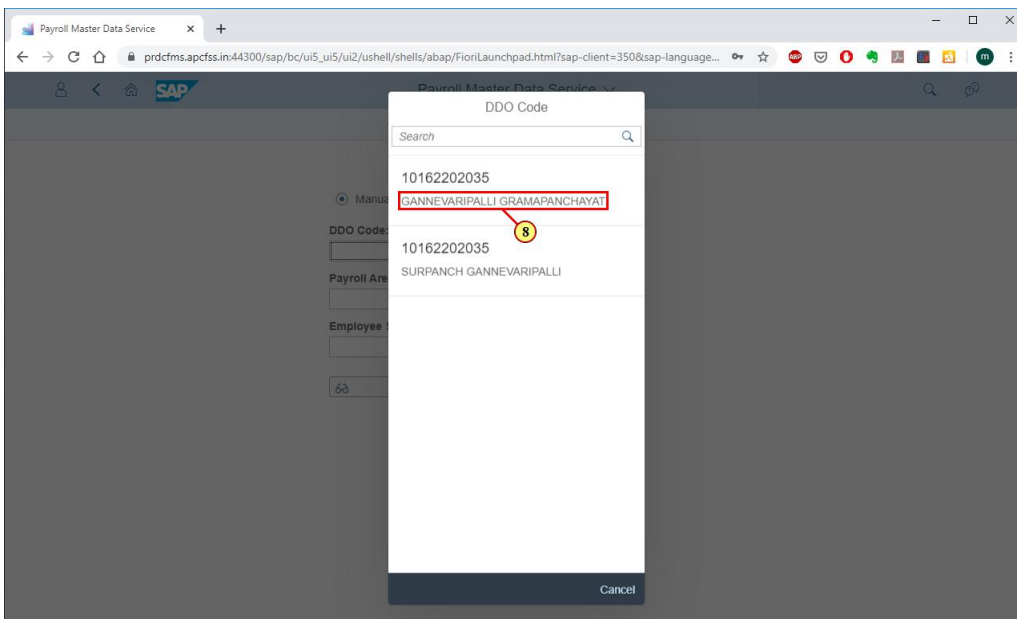 Payroll Master Data Service
prdcfms.apcfss.in:44300/sap/bc/ui5_ui5/ui2/ushell/shells/abap/FioriLaunchpad.html?sap-client=350&sap-language...
ABP
m
SAP
Payroll Master Data Service
DDO Code
Search
10162202035
Manua
GANNEVARIPALLI GRAMAPANCHAYAT
DDO Code:
8
10162202035
SURPANCH GANNEVARIPALLI
Payroll Are
Employee S
Cancel